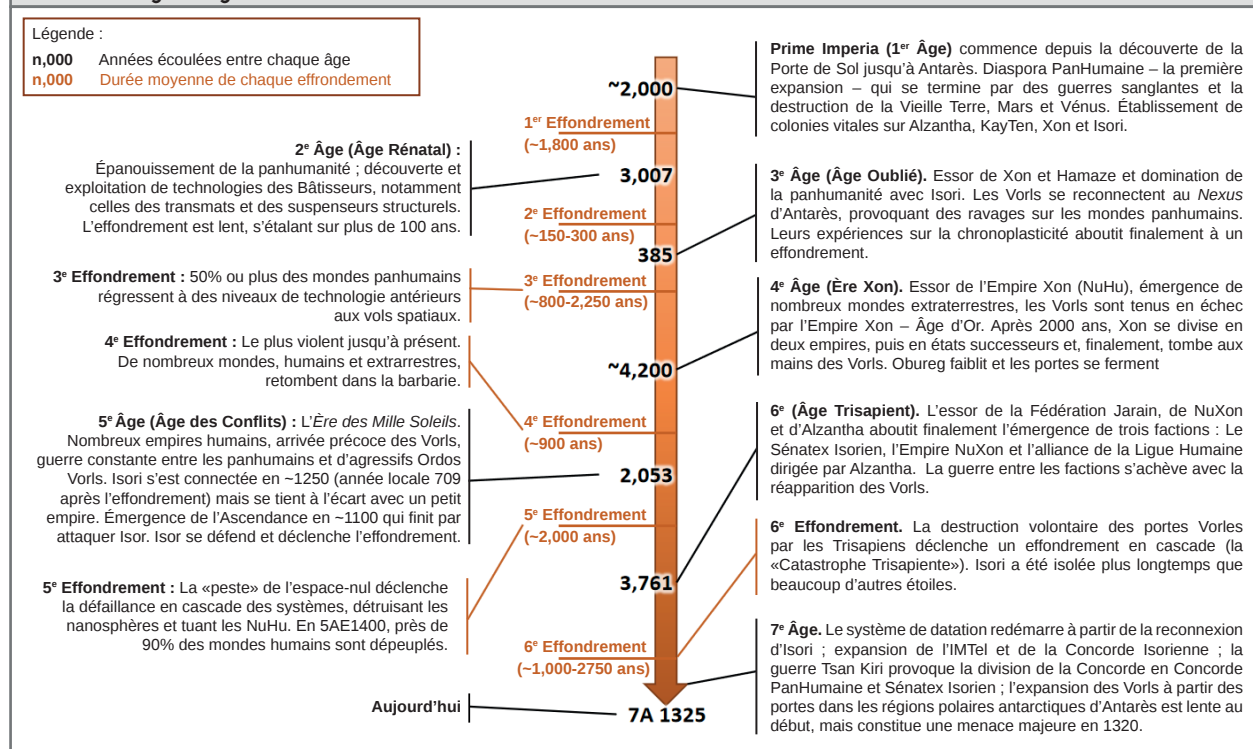 Légende :
n,000 Années écoulées entre chaque âge
n,000 Durée moyenne de chaque effrondement
~2,000
Prime Imperia (1er Âge) commence depuis la découverte de la
Porte de Sol jusqu’à Antarès. Diaspora PanHumaine – la première
expansion – qui se termine par des guerres sanglantes et la
destruction de la Vieille Terre, Mars et Vénus. Établissement de
colonies vitales sur Alzantha, KayTen, Xon et Isori.
1er Effondrement
(~1,800 ans)
2e Âge (Âge Rénatal) :
Épanouissement de la panhumanité ; découverte et
exploitation de technologies des Bâtisseurs, notamment
celles des transmats et des suspenseurs structurels.
L’effondrement est lent, s’étalant sur plus de 100 ans.
3,007
2e Effondrement
(~150-300 ans)
385
3e Âge (Âge Oublié). Essor de Xon et Hamaze et domination de
la panhumanité avec Isori. Les Vorls se reconnectent au Nexus
d’Antarès, provoquant des ravages sur les mondes panhumains.
Leurs expériences sur la chronoplasticité aboutit finalement à un
effondrement.
3e Effondrement : 50% ou plus des mondes panhumains
régressent à des niveaux de technologie antérieurs
aux vols spatiaux.
3e Effondrement
(~800-2,250 ans)
4e Âge (Ère Xon). Essor de l’Empire Xon (NuHu), émergence de
nombreux mondes extraterrestres, les Vorls sont tenus en échec
par l’Empire Xon – Âge d’Or. Après 2000 ans, Xon se divise en
deux empires, puis en états successeurs et, finalement, tombe aux
mains des Vorls. Obureg faiblit et les portes se ferment
~4,200
4e Effondrement : Le plus violent jusqu’à présent.
De nombreux mondes, humains et extrarrestres,
retombent dans la barbarie.
4e Effondrement
(~900 ans)
5e Âge (Âge des Conflits) : L’Ère des Mille Soleils.
Nombreux empires humains, arrivée précoce des Vorls,
guerre constante entre les panhumains et d’agressifs Ordos
Vorls. Isori s’est connectée en ~1250 (année locale 709
après l’effondrement) mais se tient à l’écart avec un petit
empire. Émergence de l’Ascendance en ~1100 qui finit par
attaquer Isor. Isor se défend et déclenche l’effondrement.
2,053
6e (Âge Trisapient). L’essor de la Fédération Jarain, de NuXon
et d’Alzantha aboutit finalement l’émergence de trois factions : Le
Sénatex Isorien, l’Empire NuXon et l’alliance de la Ligue Humaine
dirigée par Alzantha. La guerre entre les factions s’achève avec la
réapparition des Vorls.
5e Effondrement
(~2,000 ans)
3,761
5e Effondrement : La «peste» de l’espace-nul déclenche
la défaillance en cascade des systèmes, détruisant les
nanosphères et tuant les NuHu. En 5AE1400, près de
90% des mondes humains sont dépeuplés.
6e Effondrement. La destruction volontaire des portes Vorles
par les Trisapiens déclenche un effondrement en cascade (la
«Catastrophe Trisapiente»). Isori a été isolée plus longtemps que
beaucoup d’autres étoiles.
6e Effondrement
(~1,000-2750 ans)
7e Âge. Le système de datation redémarre à partir de la reconnexion
d’Isori ; expansion de l’IMTel et de la Concorde Isorienne ; la
guerre Tsan Kiri provoque la division de la Concorde en Concorde
PanHumaine et Sénatex Isorien ; l’expansion des Vorls à partir des
portes dans les régions polaires antarctiques d’Antarès est lente au
début, mais constitue une menace majeure en 1320.
Aujourd’hui
7A 1325